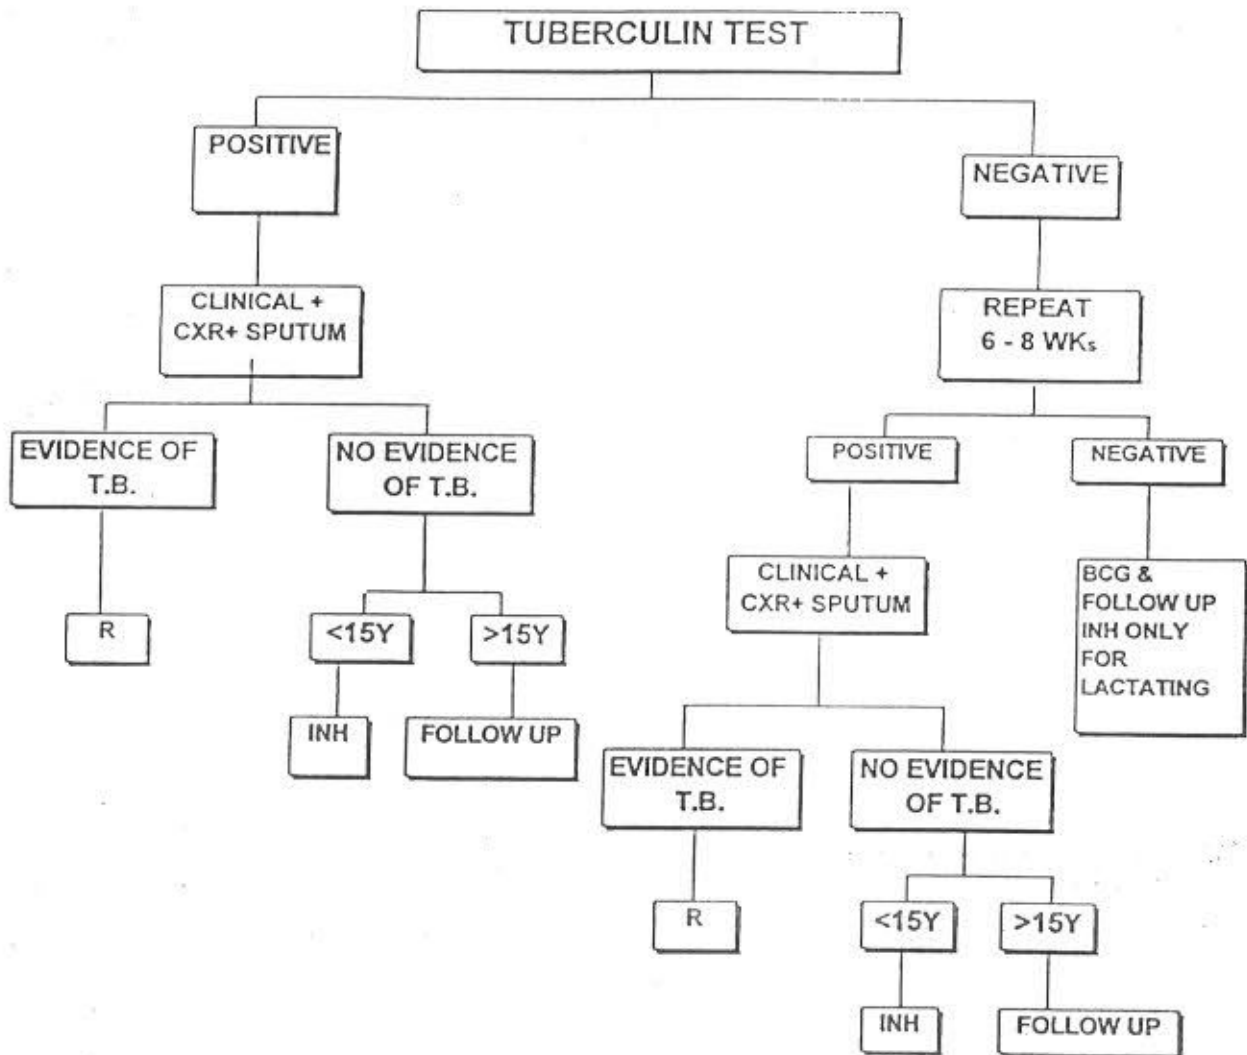 TUBERCULIN TEST
POSITIVE
NEGATIVE
CLINICAL +
CXR+ SPUTUM
REPEAT
6 - 8 WKs
EVIDENCE OF
T.B.
NO EVIDENCE
OF T.B.
POSITIVE
NEGATIVE
R
<15Y
>15Y
CLINICAL +
CXR+ SPUTUM
BCG &
FOLLOW UP
INH ONLY
FOR
LACTATING
INH
FOLLOW UP
EVIDENCE OF
T.B.
NO EVIDENCE
OF T.B.
R
<15Y
>15Y
INH
FOLLOW UP